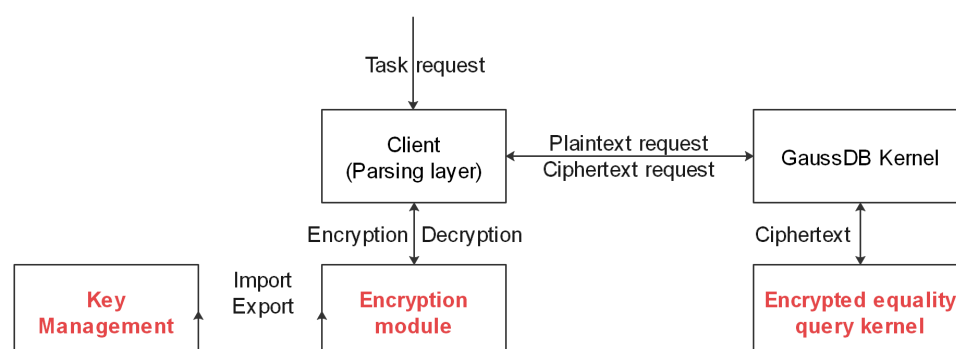 Task request
Client
(Parsing layer)
Plaintext request
Ciphertext request
GaussDB Kernel
Encryption
Decryption
Ciphertext
Key
Management
Import
Export
Encryption
module
Encrypted equality
query kernel